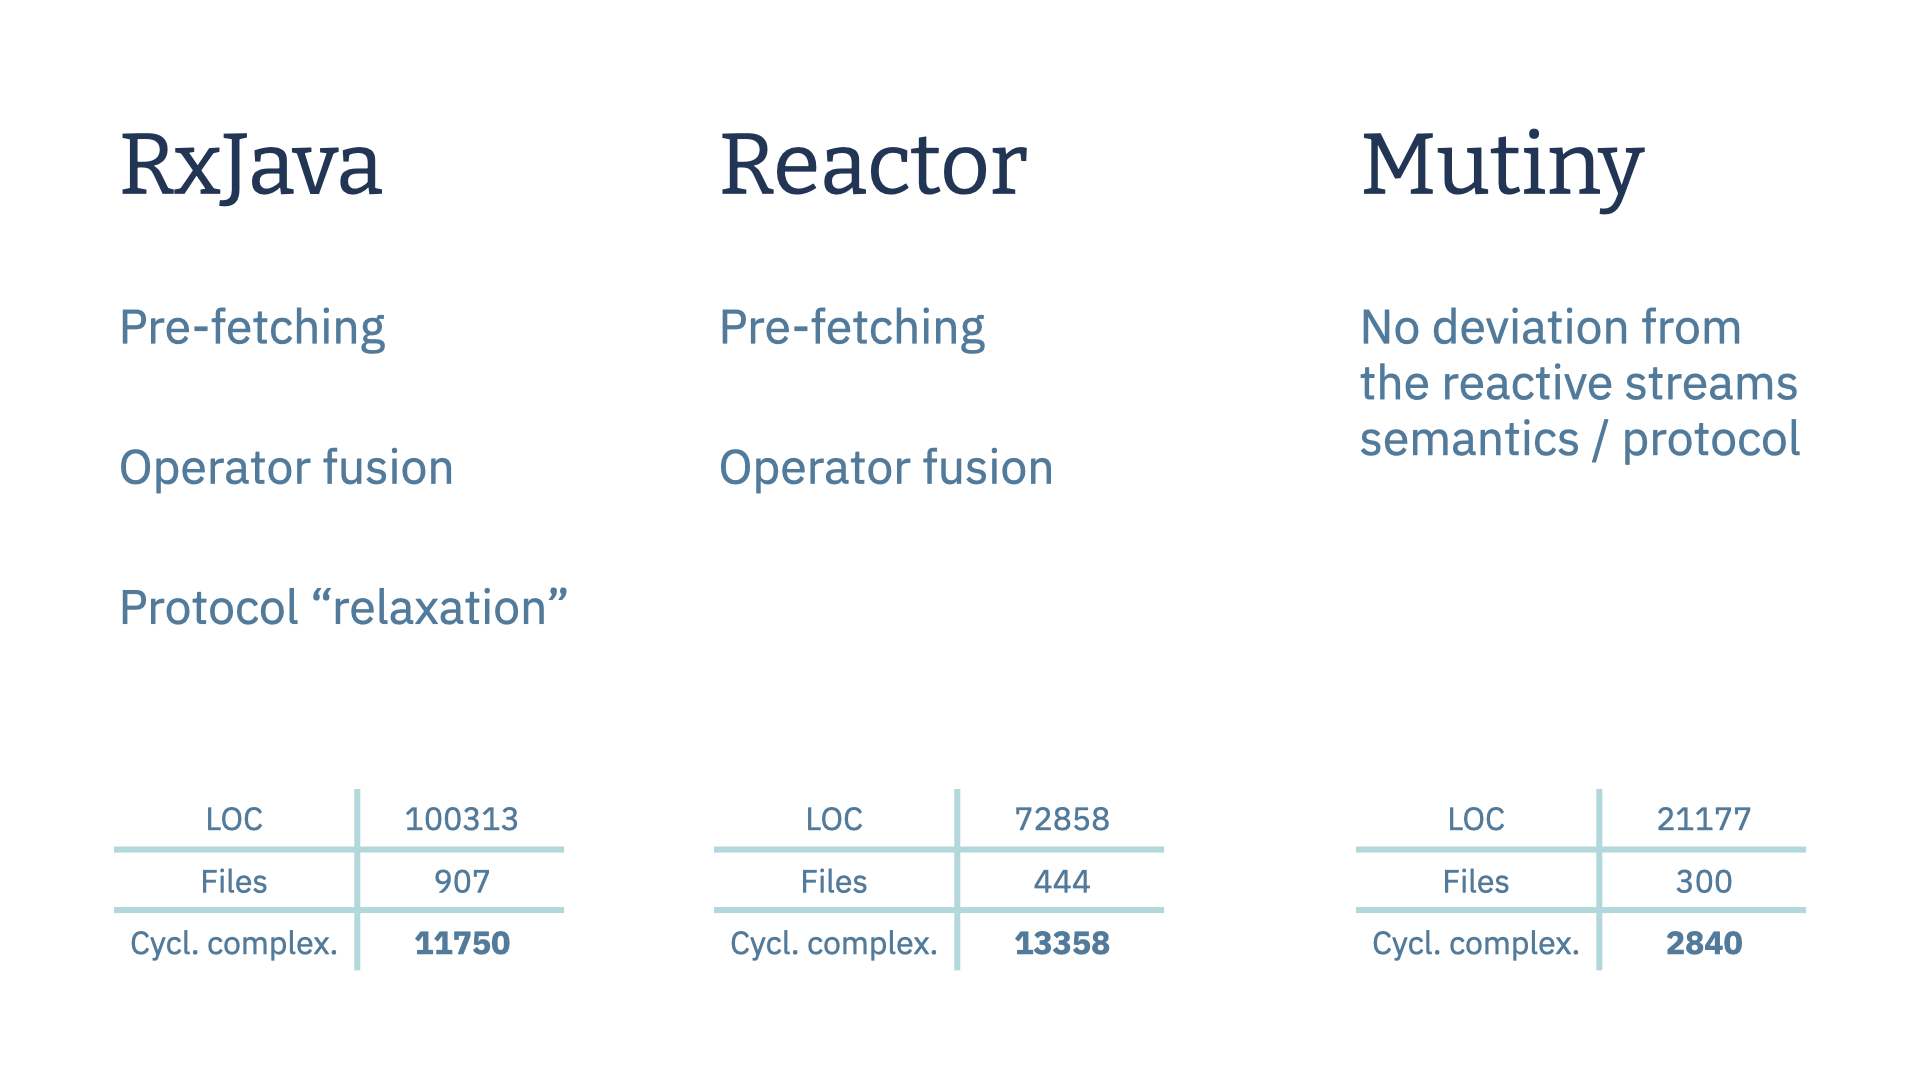 RxJava
Pre-fetching
Operator fusion
Protocol “relaxation”
LOC 100313
Files 907
Cycl. complex. 11750
Reactor
Pre-fetching
Operator fusion
LOC 72858
Files 444
Cycl. complex. 13358
Mutiny
No deviation from
the reactive streams
semantics / protocol
LOC 21177
Files 300
Cycl. complex. 2840